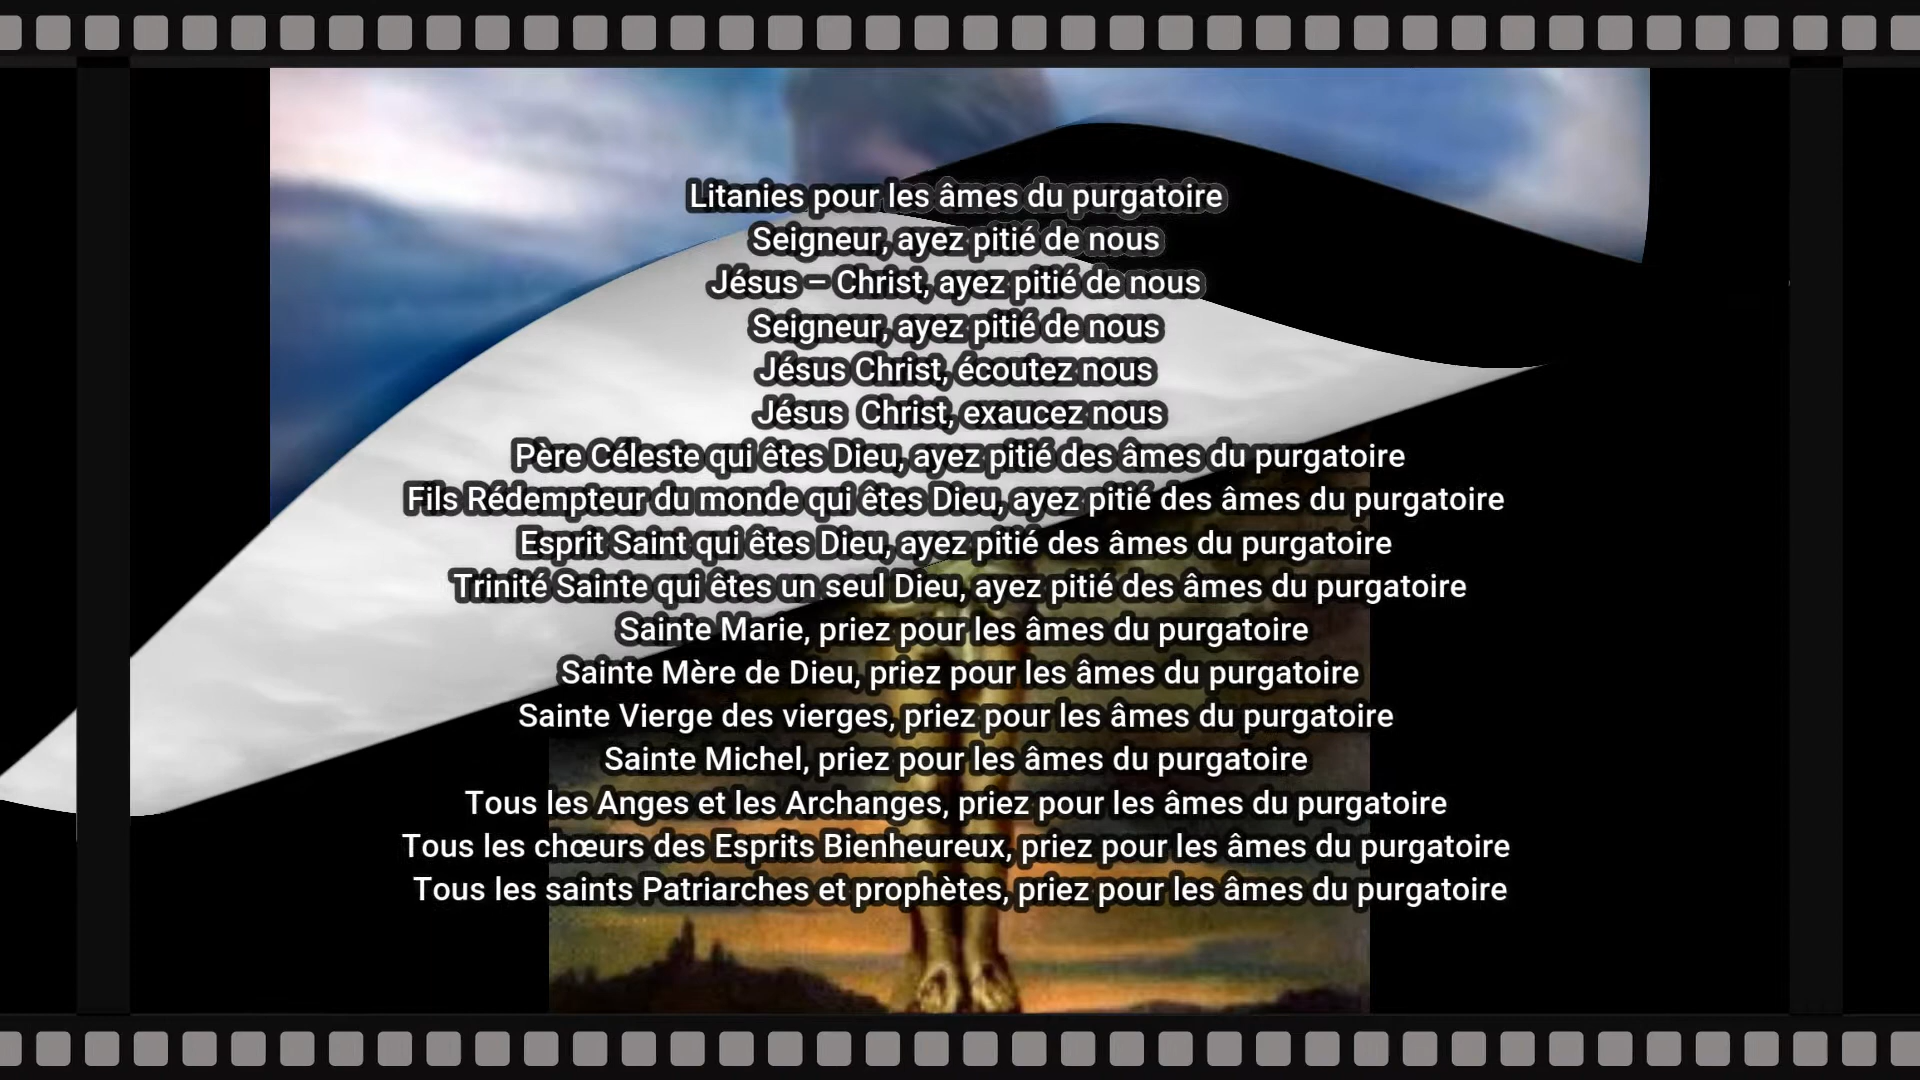 Litanies pour les âmes du purgatoire
Seigneur, ayez pitié de nous
Jésus – Christ, ayez pitié de nous
Seigneur, ayez pitié de nous
Jésus Christ, écoutez nous
Jésus  Christ, exaucez nous
Père Céleste qui êtes Dieu, ayez pitié des âmes du purgatoire
Fils Rédempteur du monde qui êtes Dieu, ayez pitié des âmes du purgatoire
Esprit Saint qui êtes Dieu, ayez pitié des âmes du purgatoire
Trinité Sainte qui êtes un seul Dieu, ayez pitié des âmes du purgatoire
Sainte Marie, priez pour les âmes du purgatoire
Sainte Mère de Dieu, priez pour les âmes du purgatoire
Sainte Vierge des vierges, priez pour les âmes du purgatoire
Sainte Michel, priez pour les âmes du purgatoire
Tous les Anges et les Archanges, priez pour les âmes du purgatoire
Tous les chœurs des Esprits Bienheureux, priez pour les âmes du purgatoire
Tous les saints Patriarches et prophètes, priez pour les âmes du purgatoire